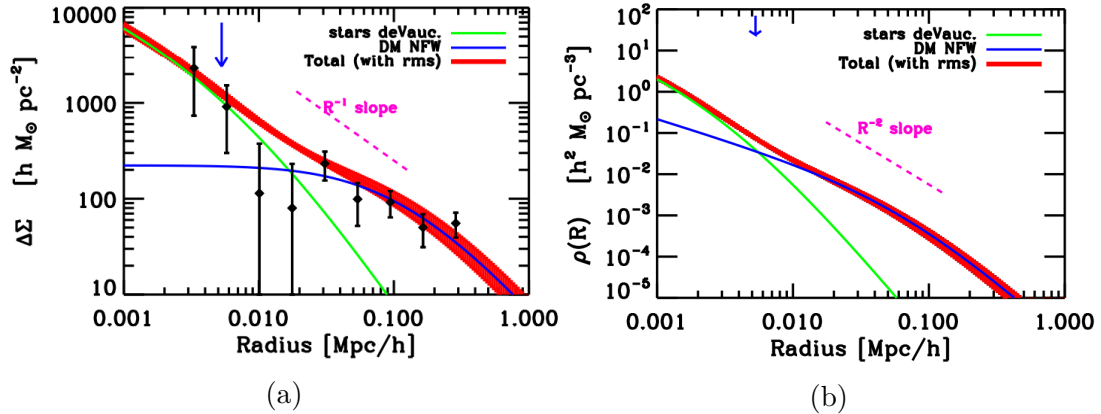 10000
1000
100
10
ΔΣ [h M⊙ pc⁻²]
stars deVauc.
DM NFW
Total (with rms)
R⁻¹ slope
0.001 0.010 0.100 1.000
Radius [Mpc/h]
(a)
10²
10¹
10⁰
10⁻¹
10⁻²
10⁻³
10⁻⁴
10⁻⁵
ρ(R) [h² M⊙ pc⁻³]
stars deVauc.
DM NFW
Total (with rms)
R⁻² slope
0.001 0.010 0.100 1.000
Radius [Mpc/h]
(b)